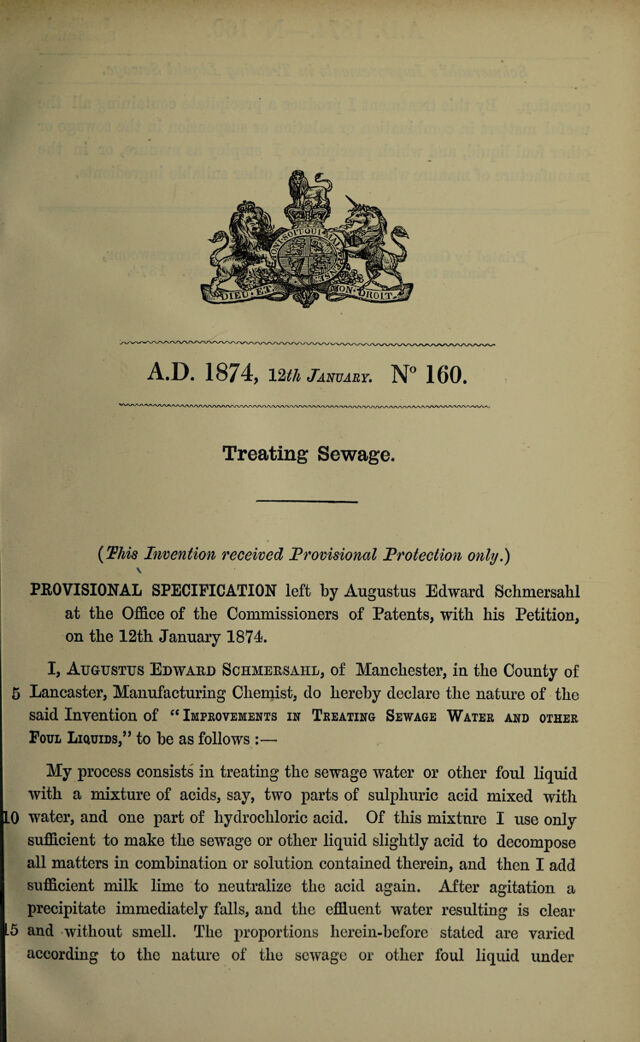 HONI SOIT QUI MAL Y PENSE
DIEU ET MON DROIT
A.D. 1874, 12th JANUARY. Nº 160.
Treating Sewage.
(This Invention received Provisional Protection only.)
PROVISIONAL SPECIFICATION left by Augustus Edward Schmersahl
at the Office of the Commissioners of Patents, with his Petition,
on the 12th January 1874.
I, AUGUSTUS EDWARD SCHMERSAHL, of Manchester, in the County of
5 Lancaster, Manufacturing Chemist, do hereby declare the nature of the
said Invention of “IMPROVEMENTS IN TREATING SEWAGE WATER AND OTHER
FOUL LIQUIDS,” to be as follows :—
My process consists in treating the sewage water or other foul liquid
with a mixture of acids, say, two parts of sulphuric acid mixed with
10 water, and one part of hydrochloric acid. Of this mixture I use only
sufficient to make the sewage or other liquid slightly acid to decompose
all matters in combination or solution contained therein, and then I add
sufficient milk lime to neutralize the acid again. After agitation a
precipitate immediately falls, and the effluent water resulting is clear
15 and without smell. The proportions herein-before stated are varied
according to the nature of the sewage or other foul liquid under